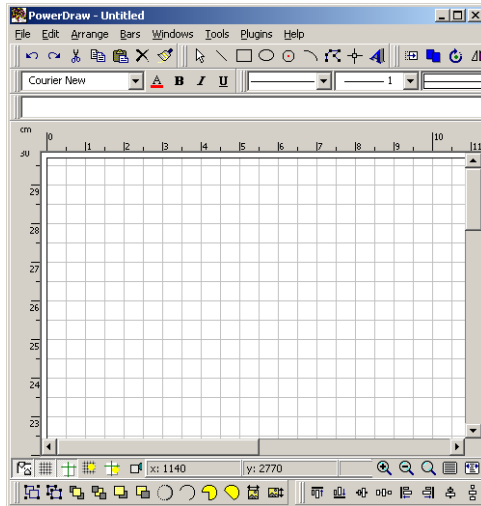 PowerDraw - Untitled
File Edit Arrange Bars Windows Tools Plugins Help
Courier New A B I U 1
cm
0 1 2 3 4 5 6 7 8 9 10 11
30
29
28
27
26
25
24
23
x: 1140 y: 2770